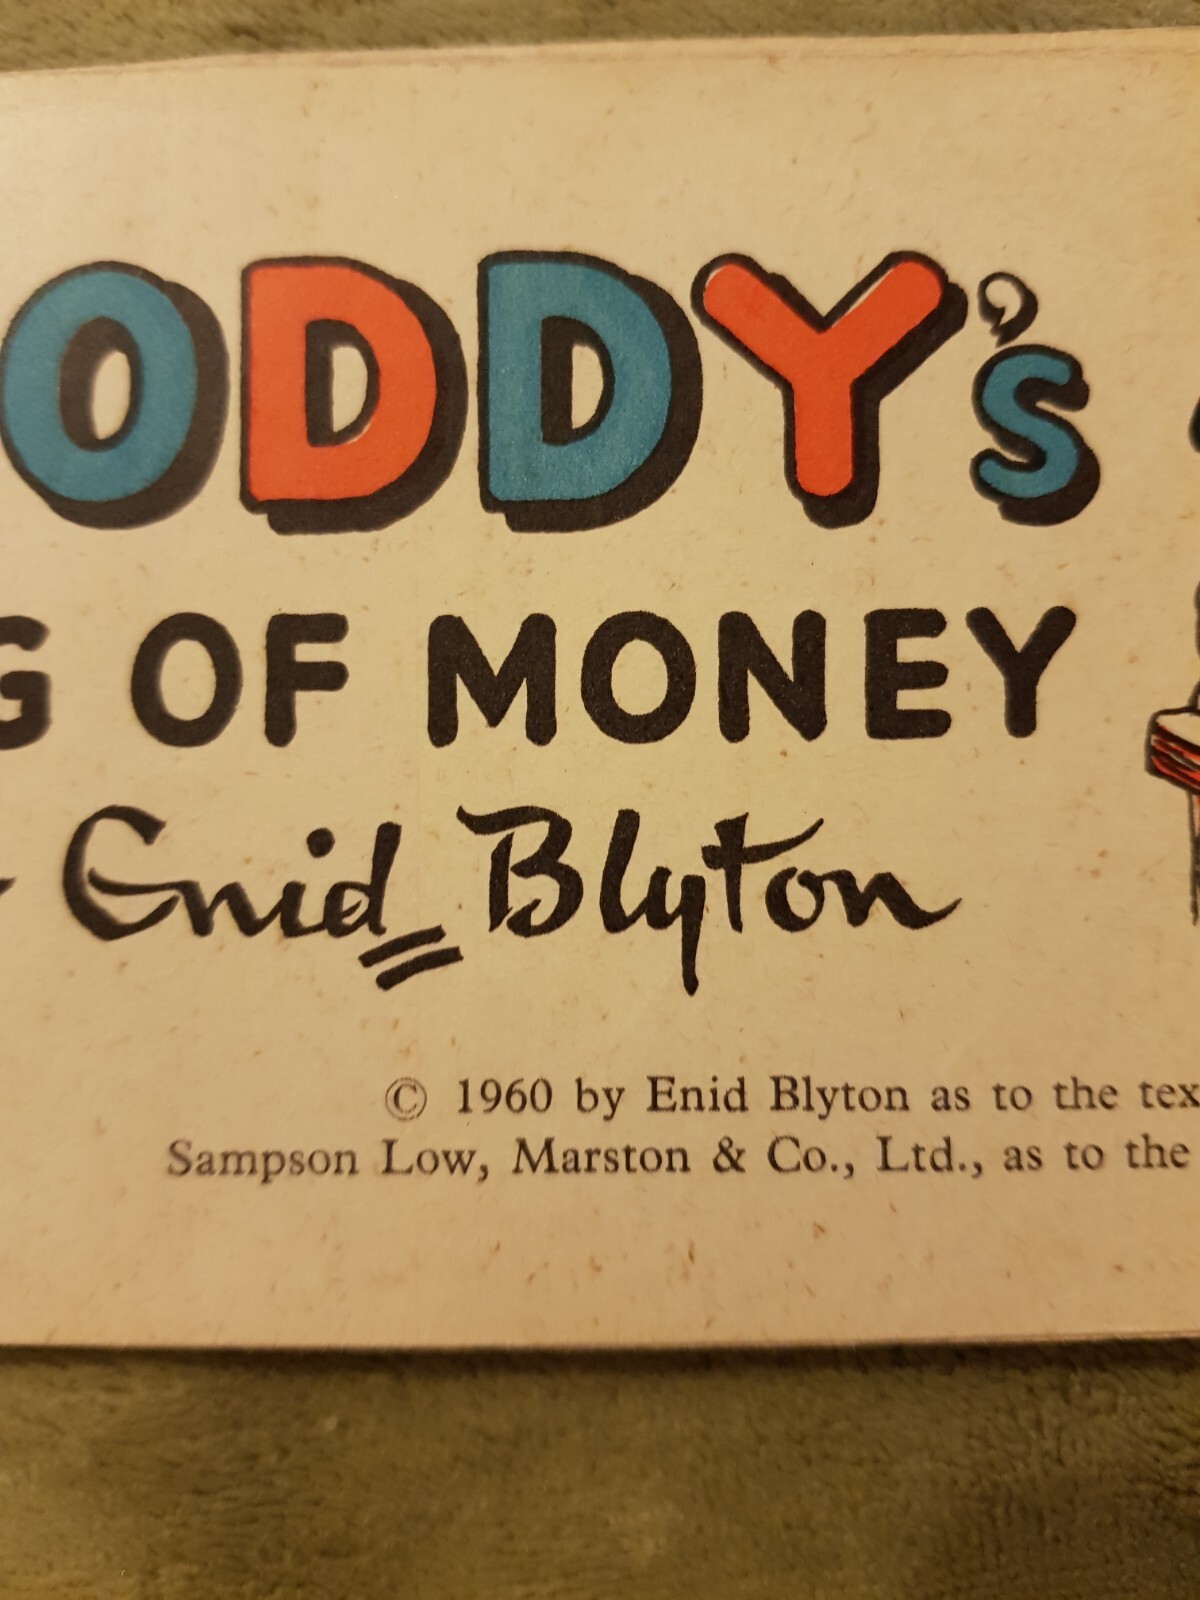 ODDY's
G OF MONEY
Enid Blyton
© 1960 by Enid Blyton as to the tex
Sampson Low, Marston & Co., Ltd., as to the